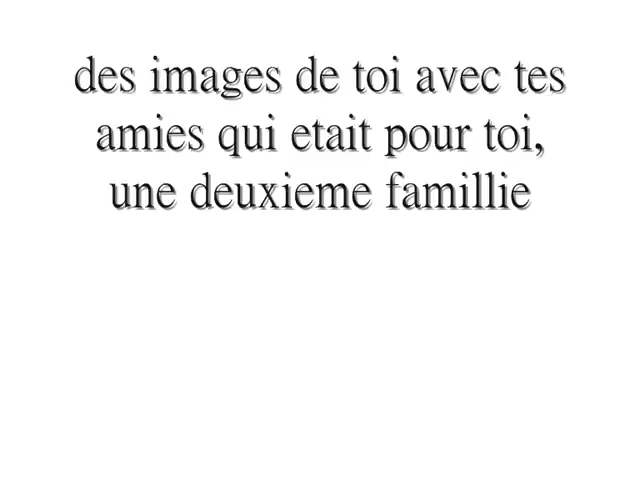 des images de toi avec tes
amies qui etait pour toi,
une deuxieme famillie